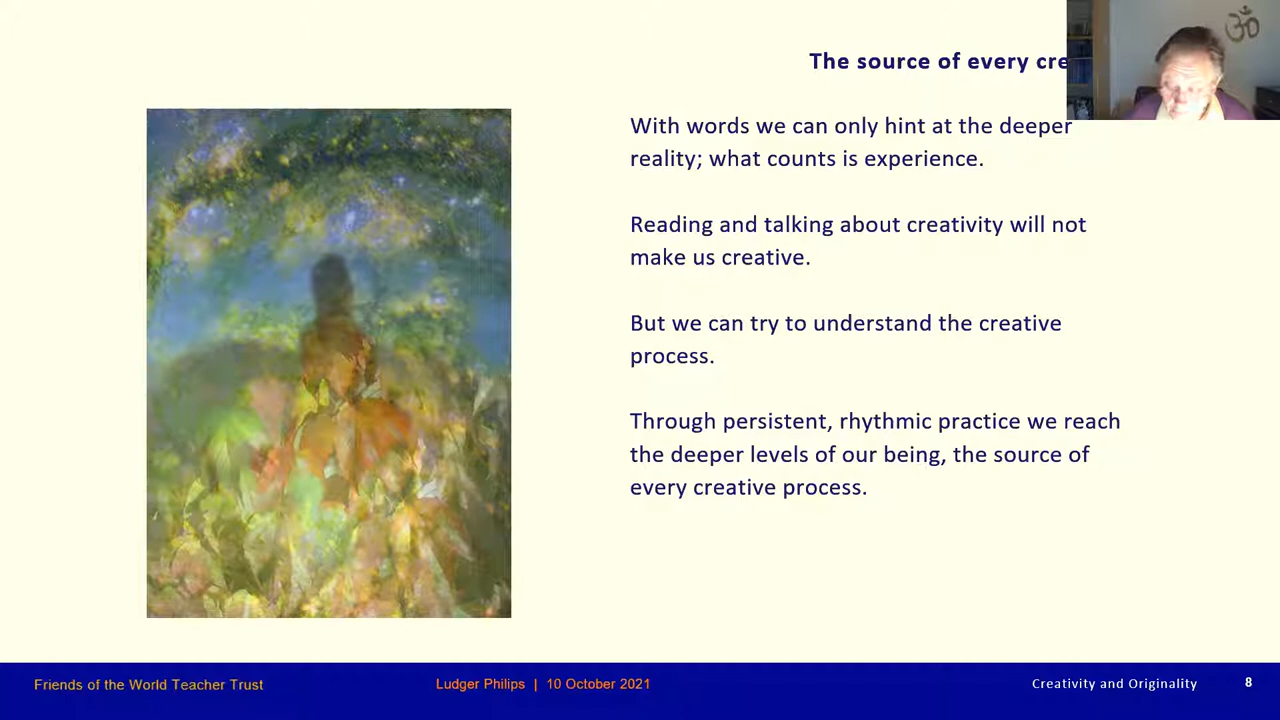 The source of every cre
With words we can only hint at the deeper
reality; what counts is experience.
Reading and talking about creativity will not
make us creative.
But we can try to understand the creative
process.
Through persistent, rhythmic practice we reach
the deeper levels of our being, the source of
every creative process.
Friends of the World Teacher Trust
Ludger Philips | 10 October 2021
Creativity and Originality
8
ॐ